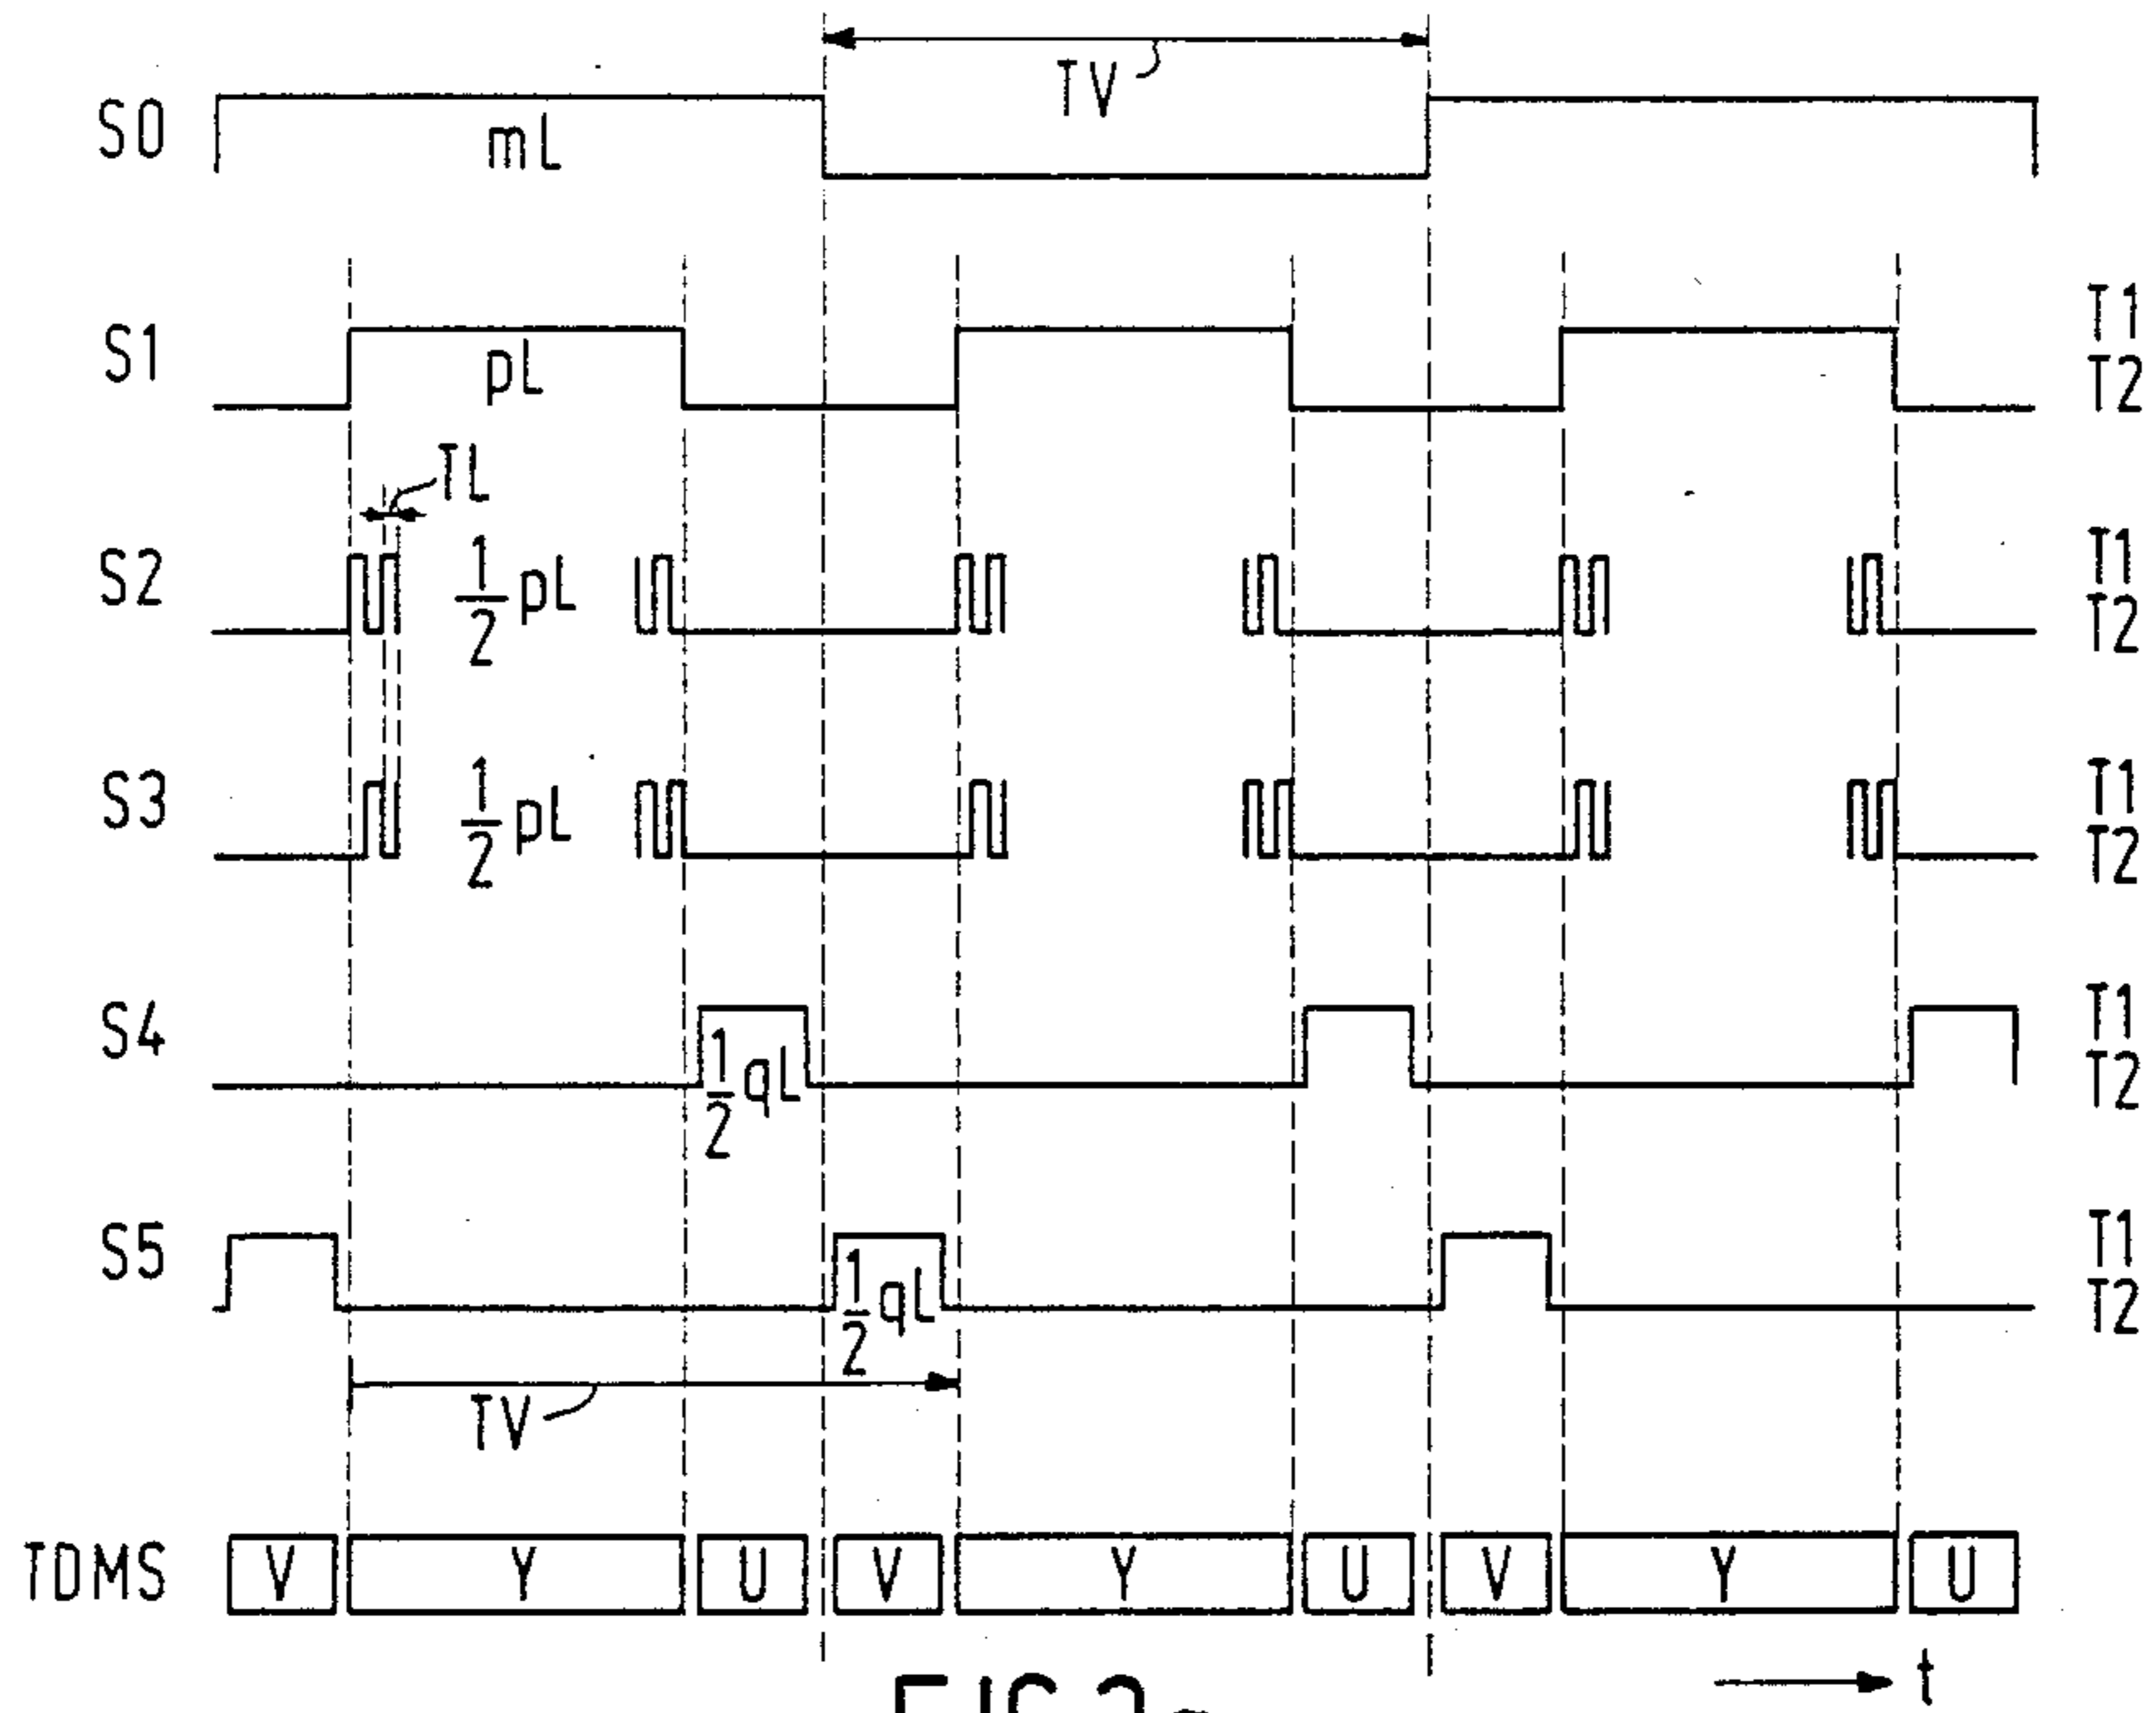 TV
S0 mL
S1 pL T1
T2
TL
S2 1/2 pL T1
T2
S3 1/2 pL T1
T2
S4 1/2 qL T1
T2
S5 1/2 qL T1
T2
TV
TDMS V Y U V Y U V Y U
t